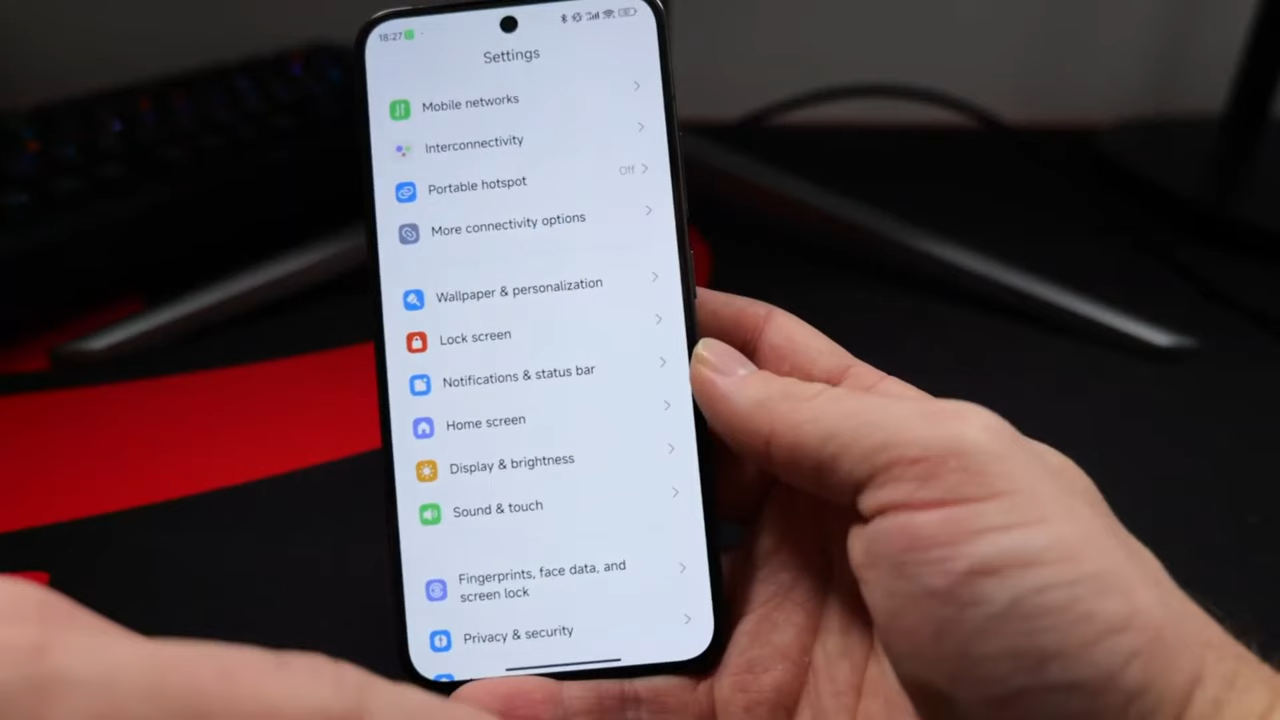 18:27
Settings
Mobile networks
Interconnectivity
Portable hotspot Off
More connectivity options
Wallpaper & personalization
Lock screen
Notifications & status bar
Home screen
Display & brightness
Sound & touch
Fingerprints, face data, and
screen lock
Privacy & security